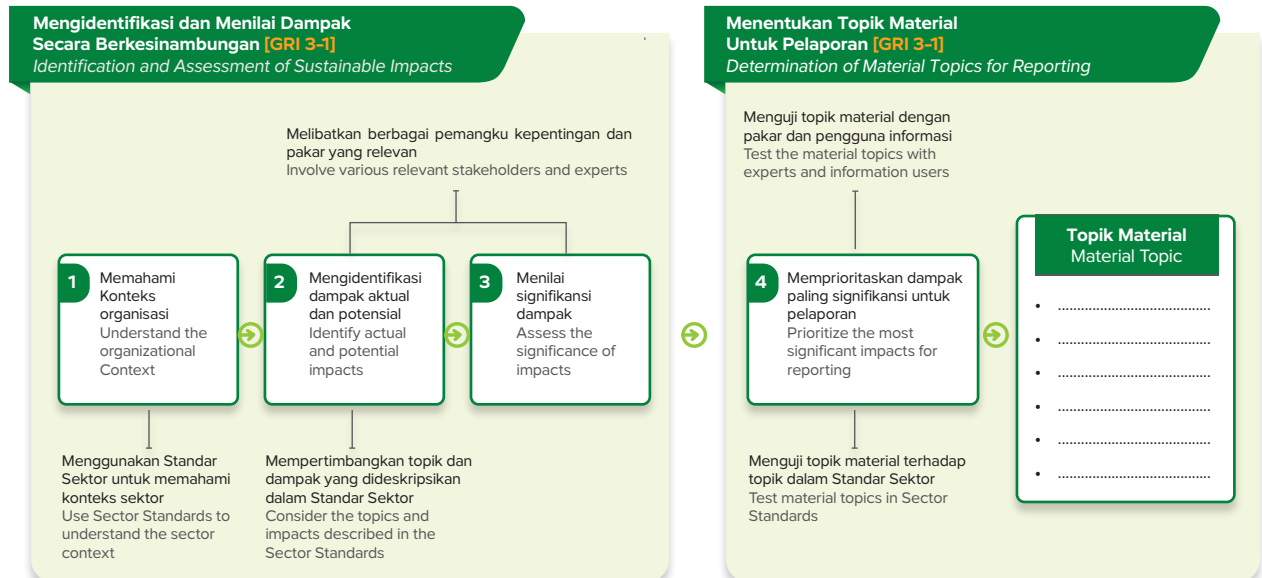 Mengidentifikasi dan Menilai Dampak
Secara Berkesinambungan [GRI 3-1]
Identification and Assessment of Sustainable Impacts
Melibatkan berbagai pemangku kepentingan dan
pakar yang relevan
Involve various relevant stakeholders and experts
1
Memahami
Konteks
organisasi
Understand the
organizational
Context
2
Mengidentifikasi
dampak aktual
dan potensial
Identify actual
and potential
impacts
3
Menilai
signifikansi
dampak
Assess the
significance of
impacts
Menggunakan Standar
Sektor untuk memahami
konteks sektor
Use Sector Standards to
understand the sector
context
Mempertimbangkan topik dan
dampak yang dideskripsikan
dalam Standar Sektor
Consider the topics and
impacts described in the
Sector Standards
Menentukan Topik Material
Untuk Pelaporan [GRI 3-1]
Determination of Material Topics for Reporting
Menguji topik material dengan
pakar dan pengguna informasi
Test the material topics with
experts and information users
4
Memprioritaskan dampak
paling signifikansi untuk
pelaporan
Prioritize the most
significant impacts for
reporting
Menguji topik material terhadap
topik dalam Standar Sektor
Test material topics in Sector
Standards
Topik Material
Material Topic
• ........................................
• ........................................
• ........................................
• ........................................
• ........................................
• ........................................